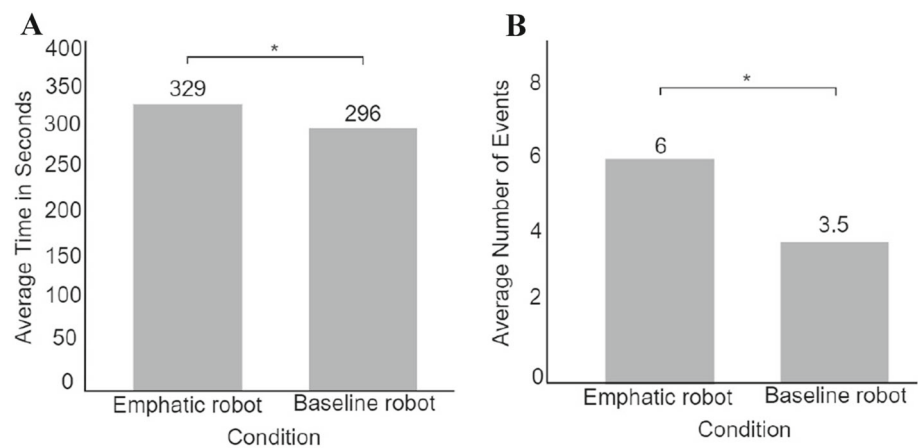 A
Average Time in Seconds
400
350
300
250
200
150
100
50
0
*
329
296
Emphatic robot
Baseline robot
Condition
B
Average Number of Events
8
6
4
2
0
*
6
3.5
Emphatic robot
Baseline robot
Condition